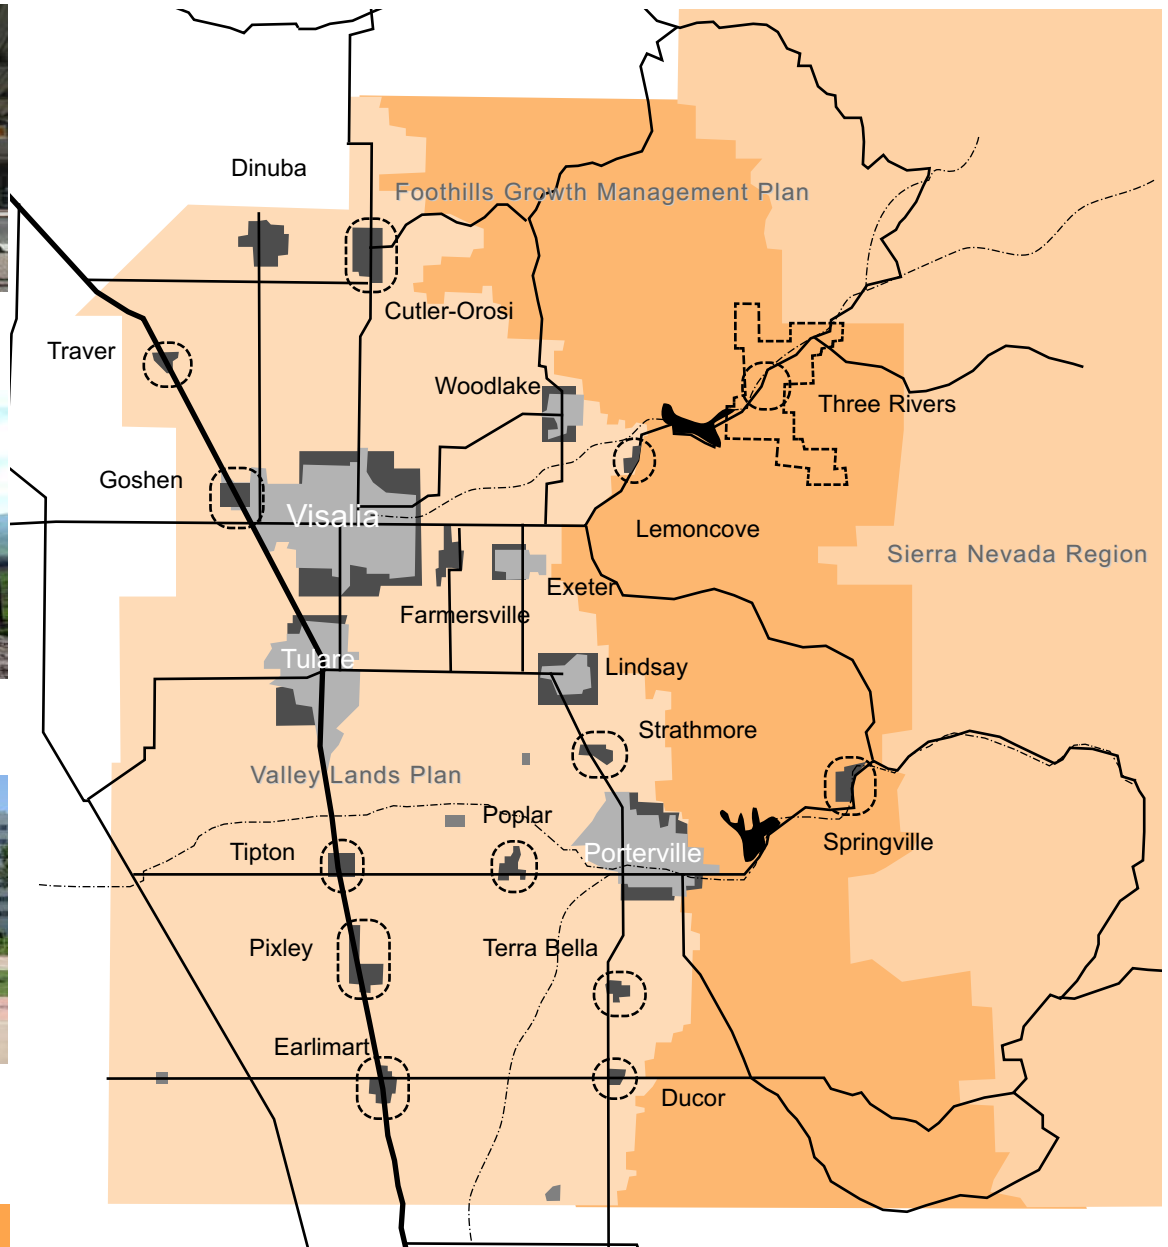 Dinuba
Foothills Growth Management Plan
Cutler-Orosi
Traver
Woodlake
Three Rivers
Goshen
Visalia
Lemoncove
Sierra Nevada Region
Exeter
Farmersville
Tulare
Lindsay
Strathmore
Valley Lands Plan
Poplar
Tipton
Porterville
Springville
Pixley
Terra Bella
Earlimart
Ducor